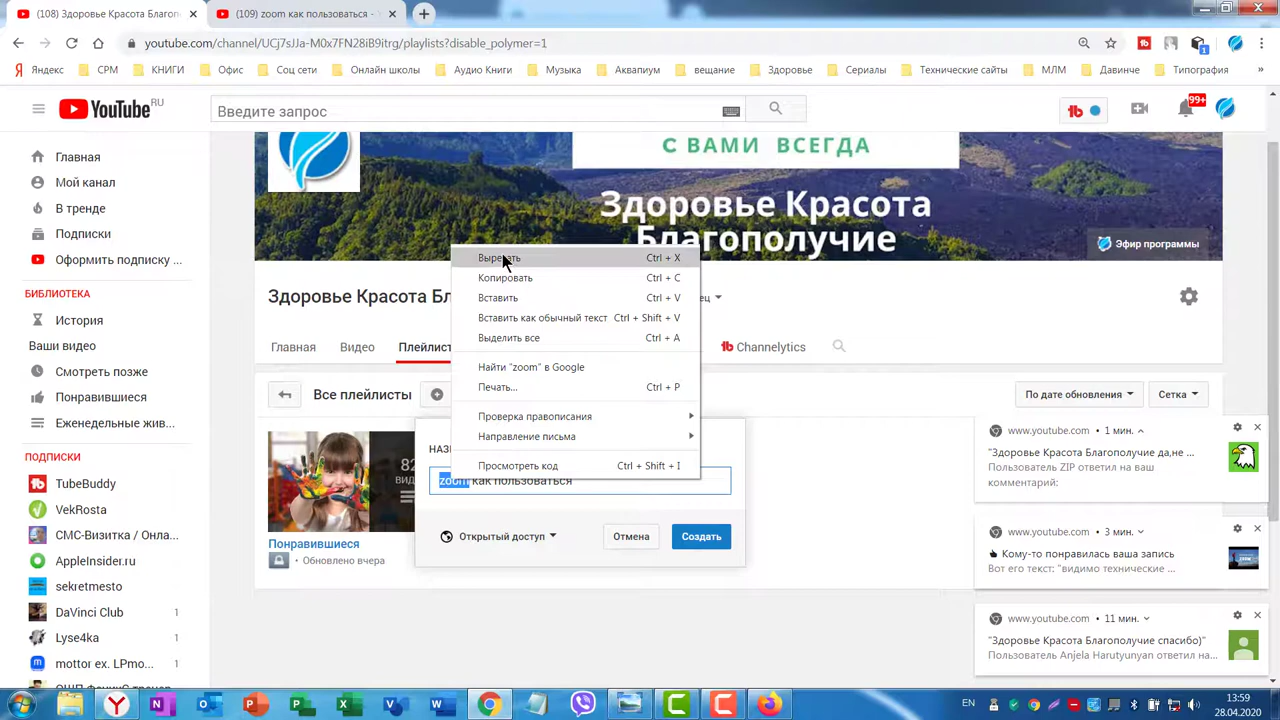 (108) Здоровье Красота Благоп
(109) zoom как пользоваться -
youtube.com/channel/UCj7sJJa-M0x7FN28iB9itrg/playlists?disable_polymer=1
Яндекс СРМ КНИГИ Офис Соц сети Онлайн школы Аудио Книги Музыка Аквапиум вещание Здоровье Сериалы Технические сайты МЛМ Давинче Типография »
YouTube RU
Введите запрос
99+
Главная
Мой канал
В тренде
Подписки
Оформить подписку ...
БИБЛИОТЕКА
История
Ваши видео
Смотреть позже
Понравившиеся
Еженедельные жив...
ПОДПИСКИ
TubeBuddy
VekRosta
СМС-Визитка / Онлай...
AppleInsider.ru
sekretmesto
DaVinci Club 1
Lyse4ka 1
mottor ex. LPmo... 1
С ВАМИ ВСЕГДА
Здоровье Красота
Благополучие
Эфир программы
Здоровье Красота Бл
Главная Видео Плейлист
Channelytics
Все плейлисты
По дате обновления
Сетка
Вырезать Ctrl + X
Копировать Ctrl + C
Вставить Ctrl + V
Вставить как обычный текст Ctrl + Shift + V
Выделить все Ctrl + A
Найти "zoom" в Google
Печать... Ctrl + P
Проверка правописания
Направление письма
Просмотреть код Ctrl + Shift + I
zoom как пользоваться
Открытый доступ
Отмена
Создать
Понравившиеся
• Обновлено вчера
www.youtube.com • 1 мин.
"Здоровье Красота Благополучие да,не ...
Пользователь ZIP ответил на ваш
комментарий:
www.youtube.com • 3 мин.
Кому-то понравилась ваша запись
Вот его текст: "видимо технические ...
www.youtube.com • 11 мин.
"Здоровье Красота Благополучие спасибо)"
Пользователь Anjela Harutyunyan ответил на...
EN
13:59
28.04.2020